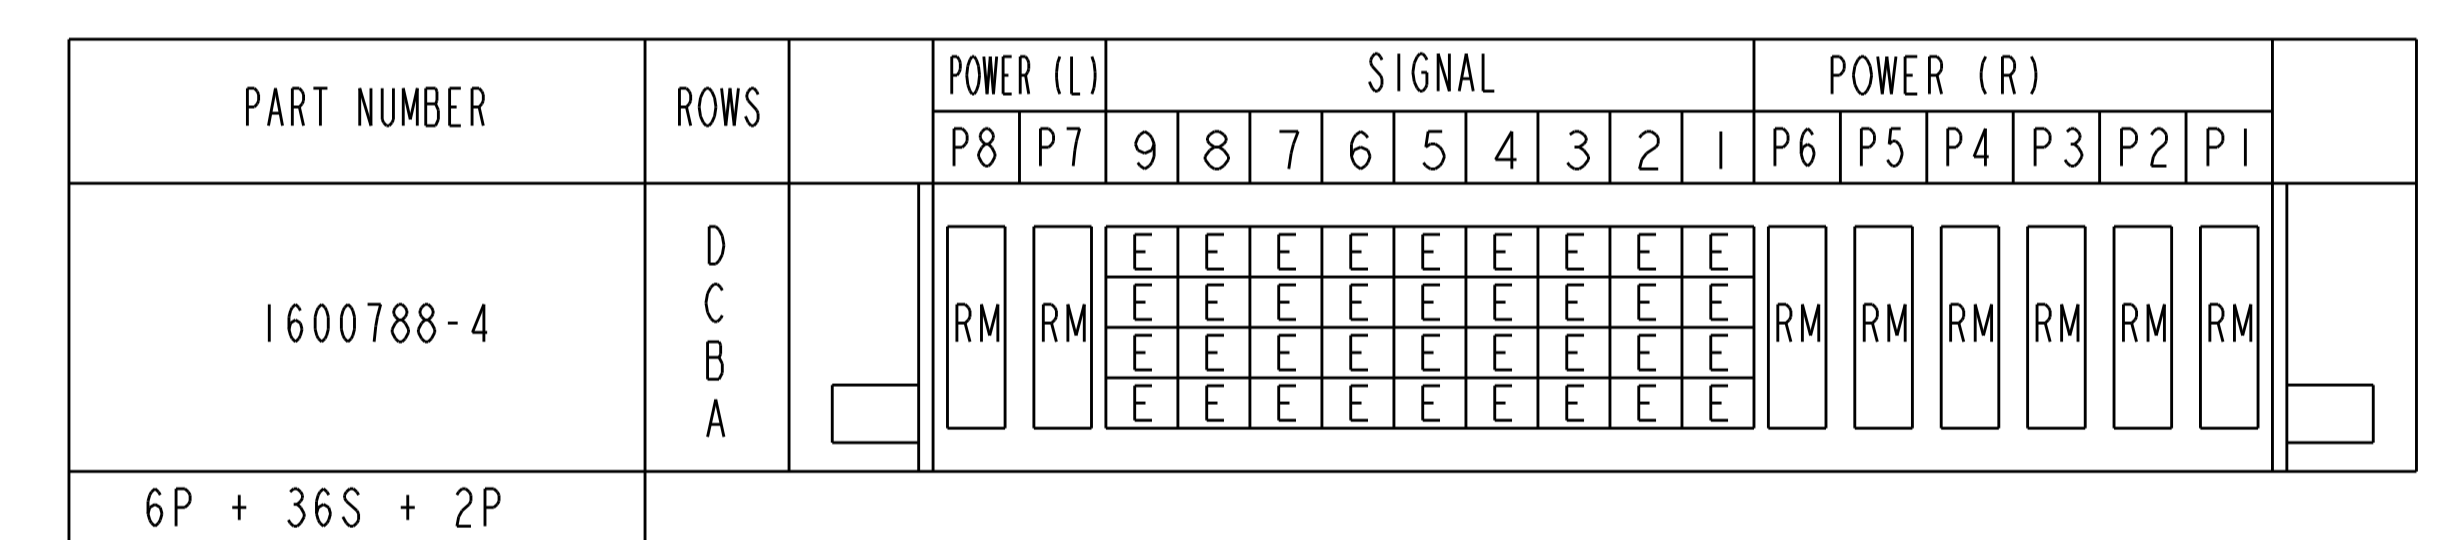 PART NUMBER ROWS POWER (L) SIGNAL POWER (R)
P8 P7 9 8 7 6 5 4 3 2 1 P6 P5 P4 P3 P2 P1
D E E E E E E E E E
C E E E E E E E E E
1600788-4 RM RM RM RM RM RM RM RM
B E E E E E E E E E
A E E E E E E E E E
6P + 36S + 2P